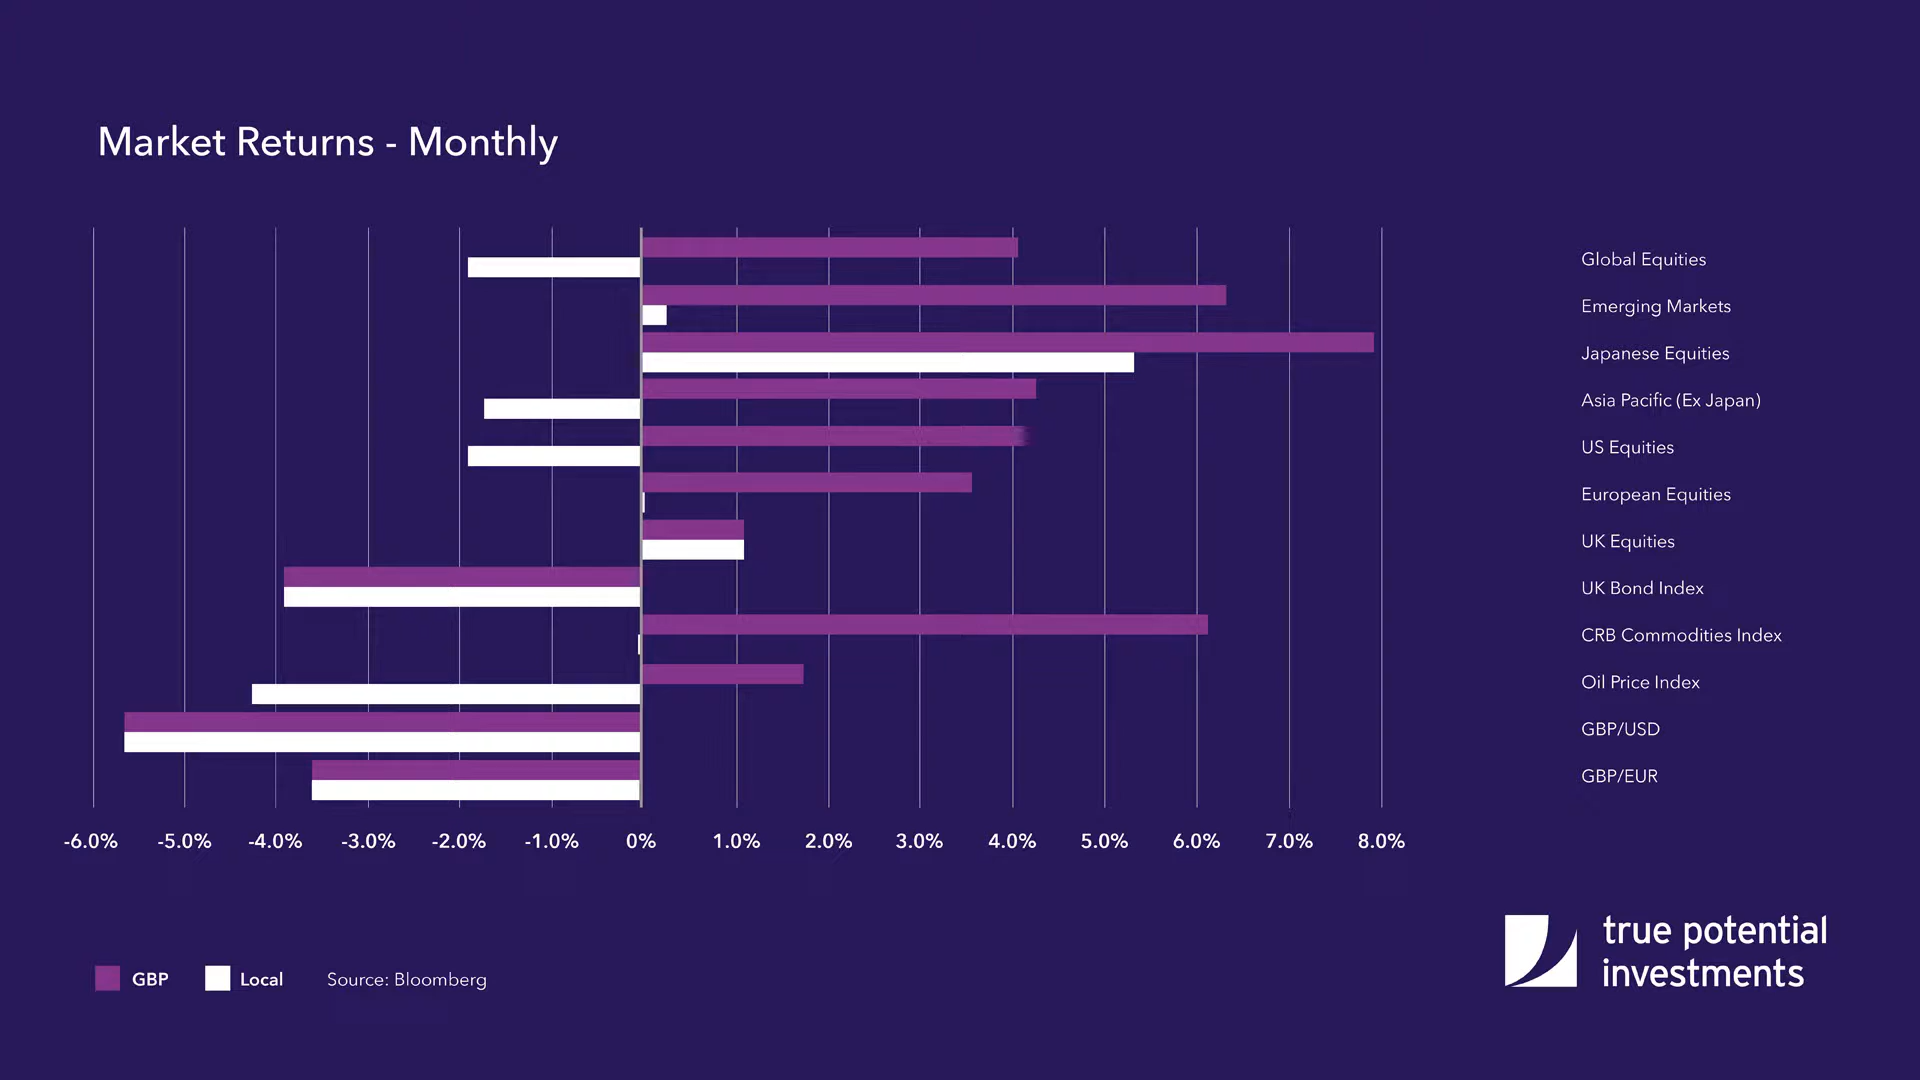 Market Returns - Monthly
Global Equities
Emerging Markets
Japanese Equities
Asia Pacific (Ex Japan)
US Equities
European Equities
UK Equities
UK Bond Index
CRB Commodities Index
Oil Price Index
GBP/USD
GBP/EUR
-6.0% -5.0% -4.0% -3.0% -2.0% -1.0% 0% 1.0% 2.0% 3.0% 4.0% 5.0% 6.0% 7.0% 8.0%
GBP Local Source: Bloomberg
true potential
investments